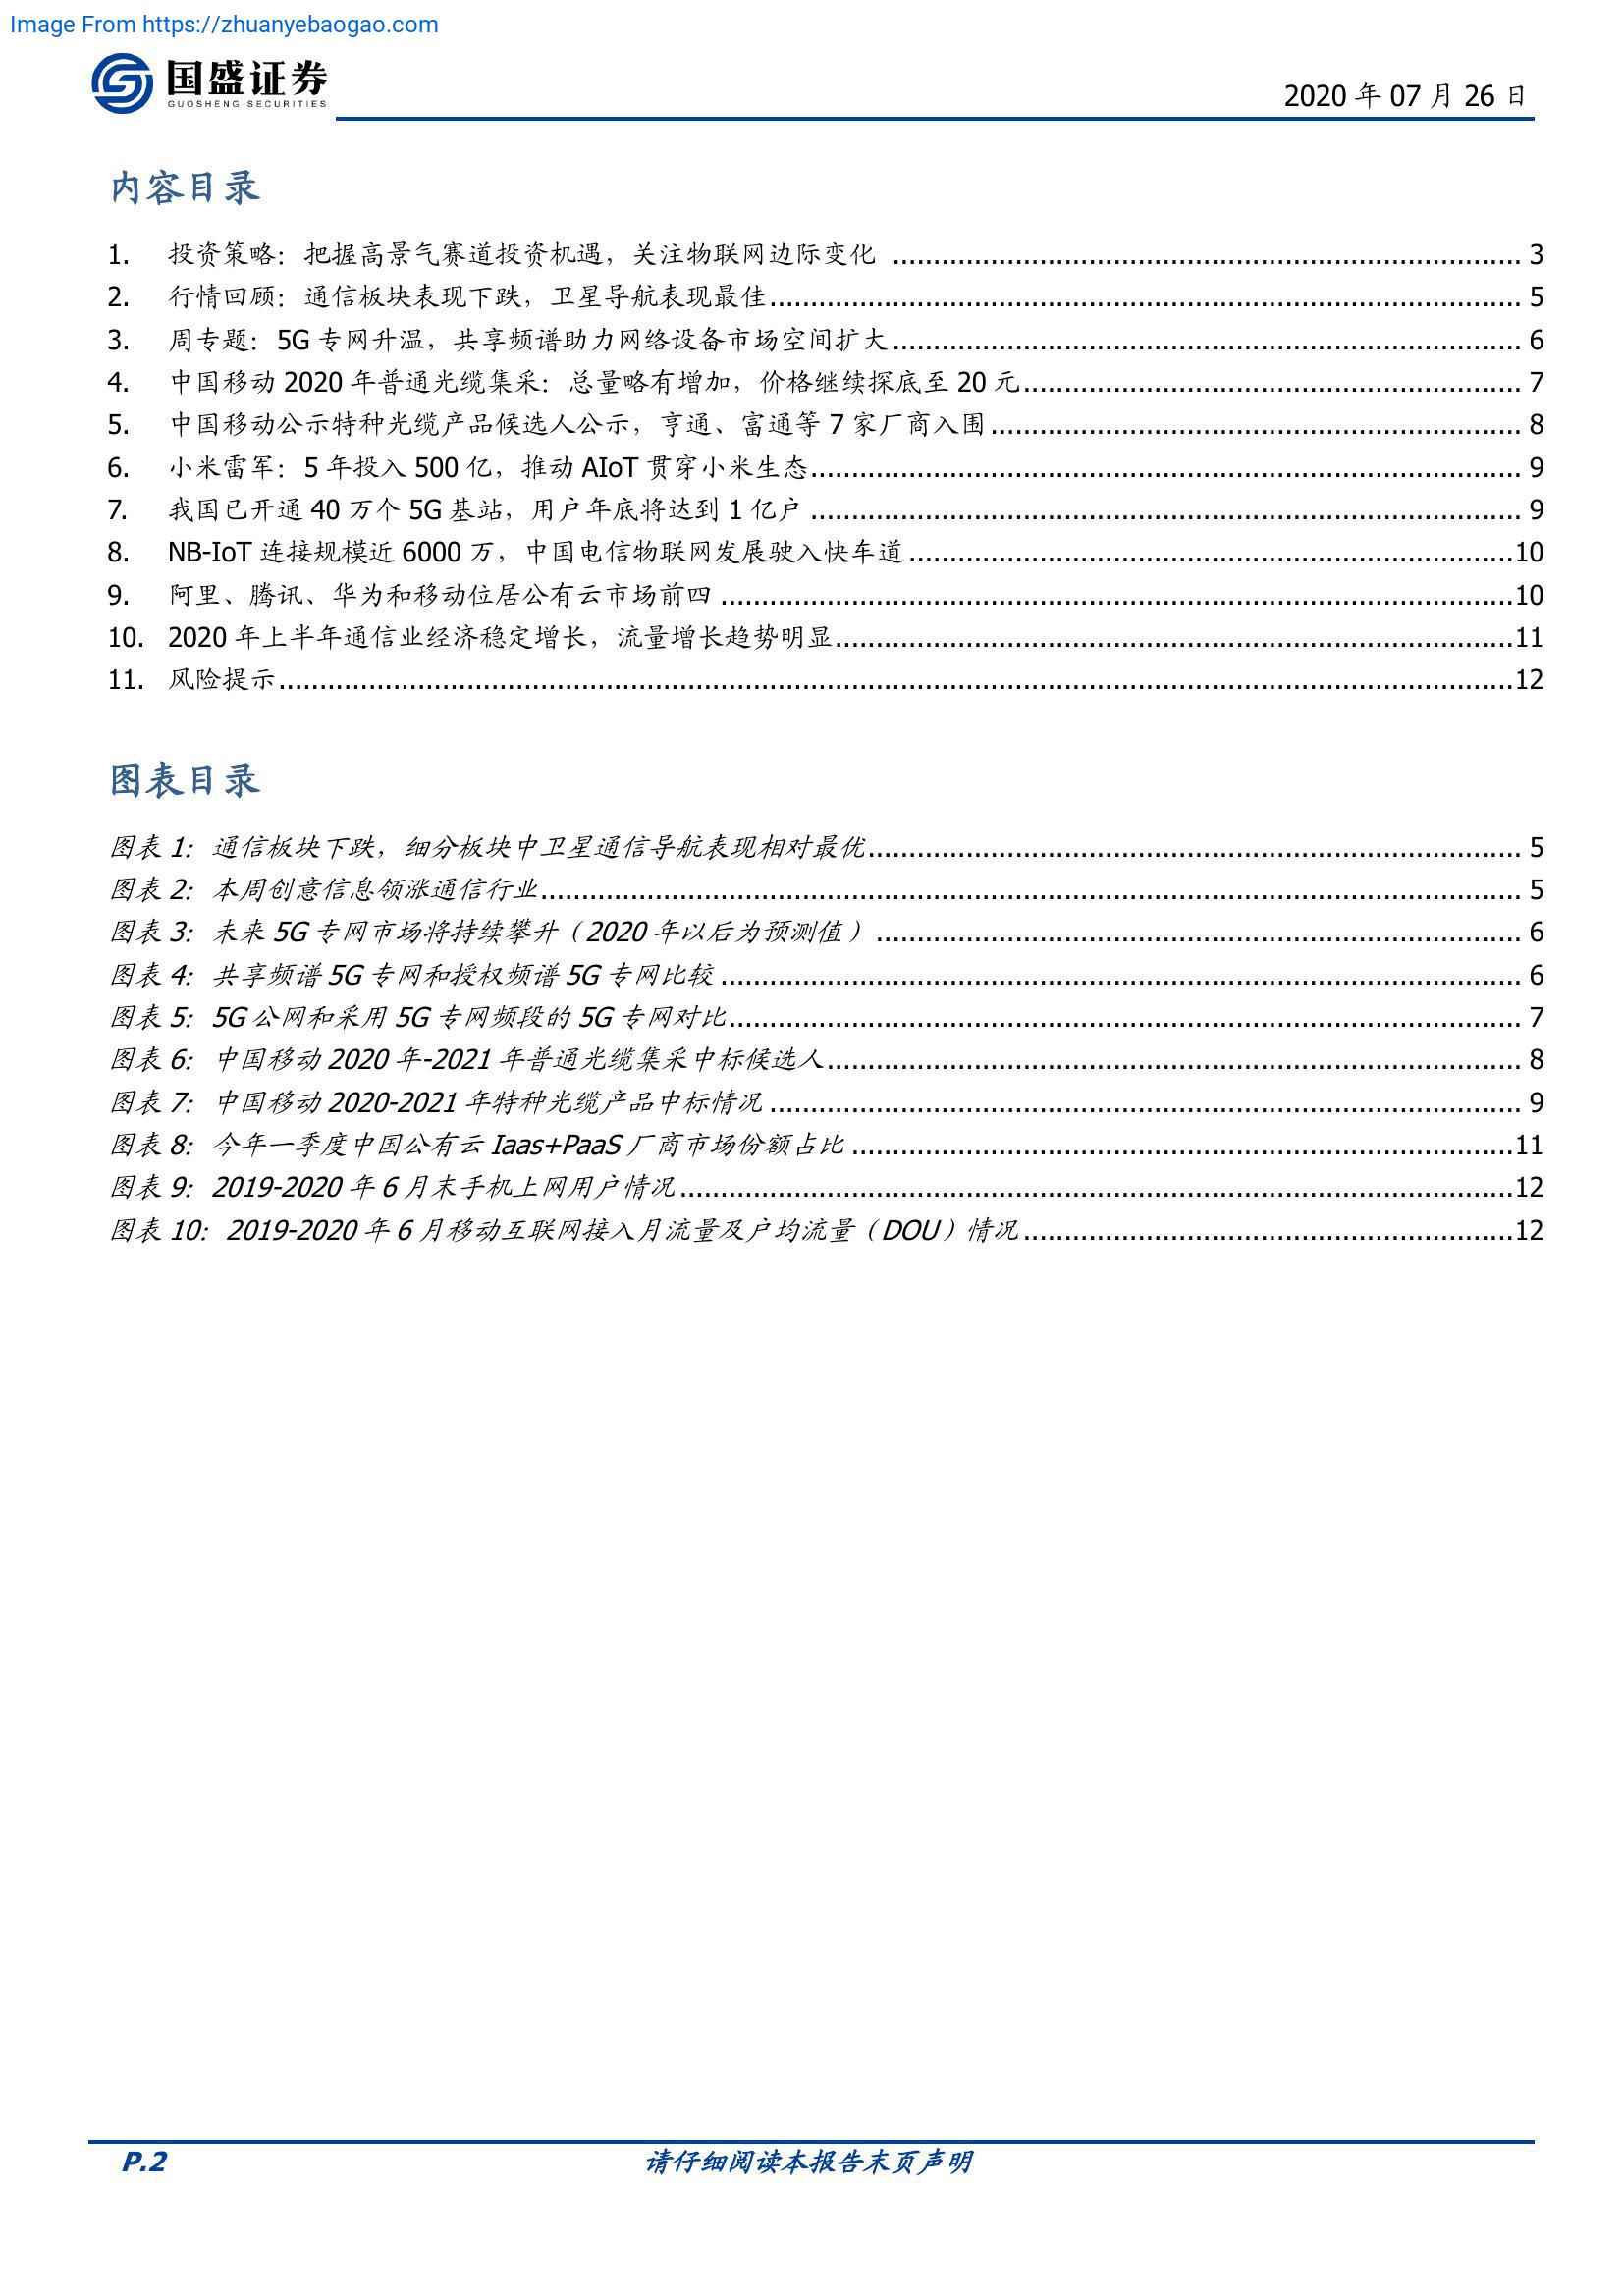 Image From https://zhuanyebaogao.com
国盛证券
GUOSHENG SECURITIES
2020 年 07 月 26 日
内容目录
1. 投资策略：把握高景气赛道投资机遇，关注物联网边际变化 ........ 3
2. 行情回顾：通信板块表现下跌，卫星导航表现最佳 ........ 5
3. 周专题：5G 专网升温，共享频谱助力网络设备市场空间扩大 ........ 6
4. 中国移动 2020 年普通光缆集采：总量略有增加，价格继续探底至 20 元 ........ 7
5. 中国移动公示特种光缆产品候选人公示，亨通、富通等 7 家厂商入围 ........ 8
6. 小米雷军：5 年投入 500 亿，推动 AIoT 贯穿小米生态 ........ 9
7. 我国已开通 40 万个 5G 基站，用户年底将达到 1 亿户 ........ 9
8. NB-IoT 连接规模近 6000 万，中国电信物联网发展驶入快车道 ........ 10
9. 阿里、腾讯、华为和移动位居公有云市场前四 ........ 10
10. 2020 年上半年通信业经济稳定增长，流量增长趋势明显 ........ 11
11. 风险提示 ........ 12
图表目录
图表 1：通信板块下跌，细分板块中卫星通信导航表现相对最优 ........ 5
图表 2：本周创意信息领涨通信行业 ........ 5
图表 3：未来 5G 专网市场将持续攀升（2020 年以后为预测值） ........ 6
图表 4：共享频谱 5G 专网和授权频谱 5G 专网比较 ........ 6
图表 5：5G 公网和采用 5G 专网频段的 5G 专网对比 ........ 7
图表 6：中国移动 2020 年-2021 年普通光缆集采中标候选人 ........ 8
图表 7：中国移动 2020-2021 年特种光缆产品中标情况 ........ 9
图表 8：今年一季度中国公有云 Iaas+PaaS 厂商市场份额占比 ........ 11
图表 9：2019-2020 年 6 月末手机上网用户情况 ........ 12
图表 10：2019-2020 年 6 月移动互联网接入月流量及户均流量（DOU）情况 ........ 12
P.2
请仔细阅读本报告末页声明